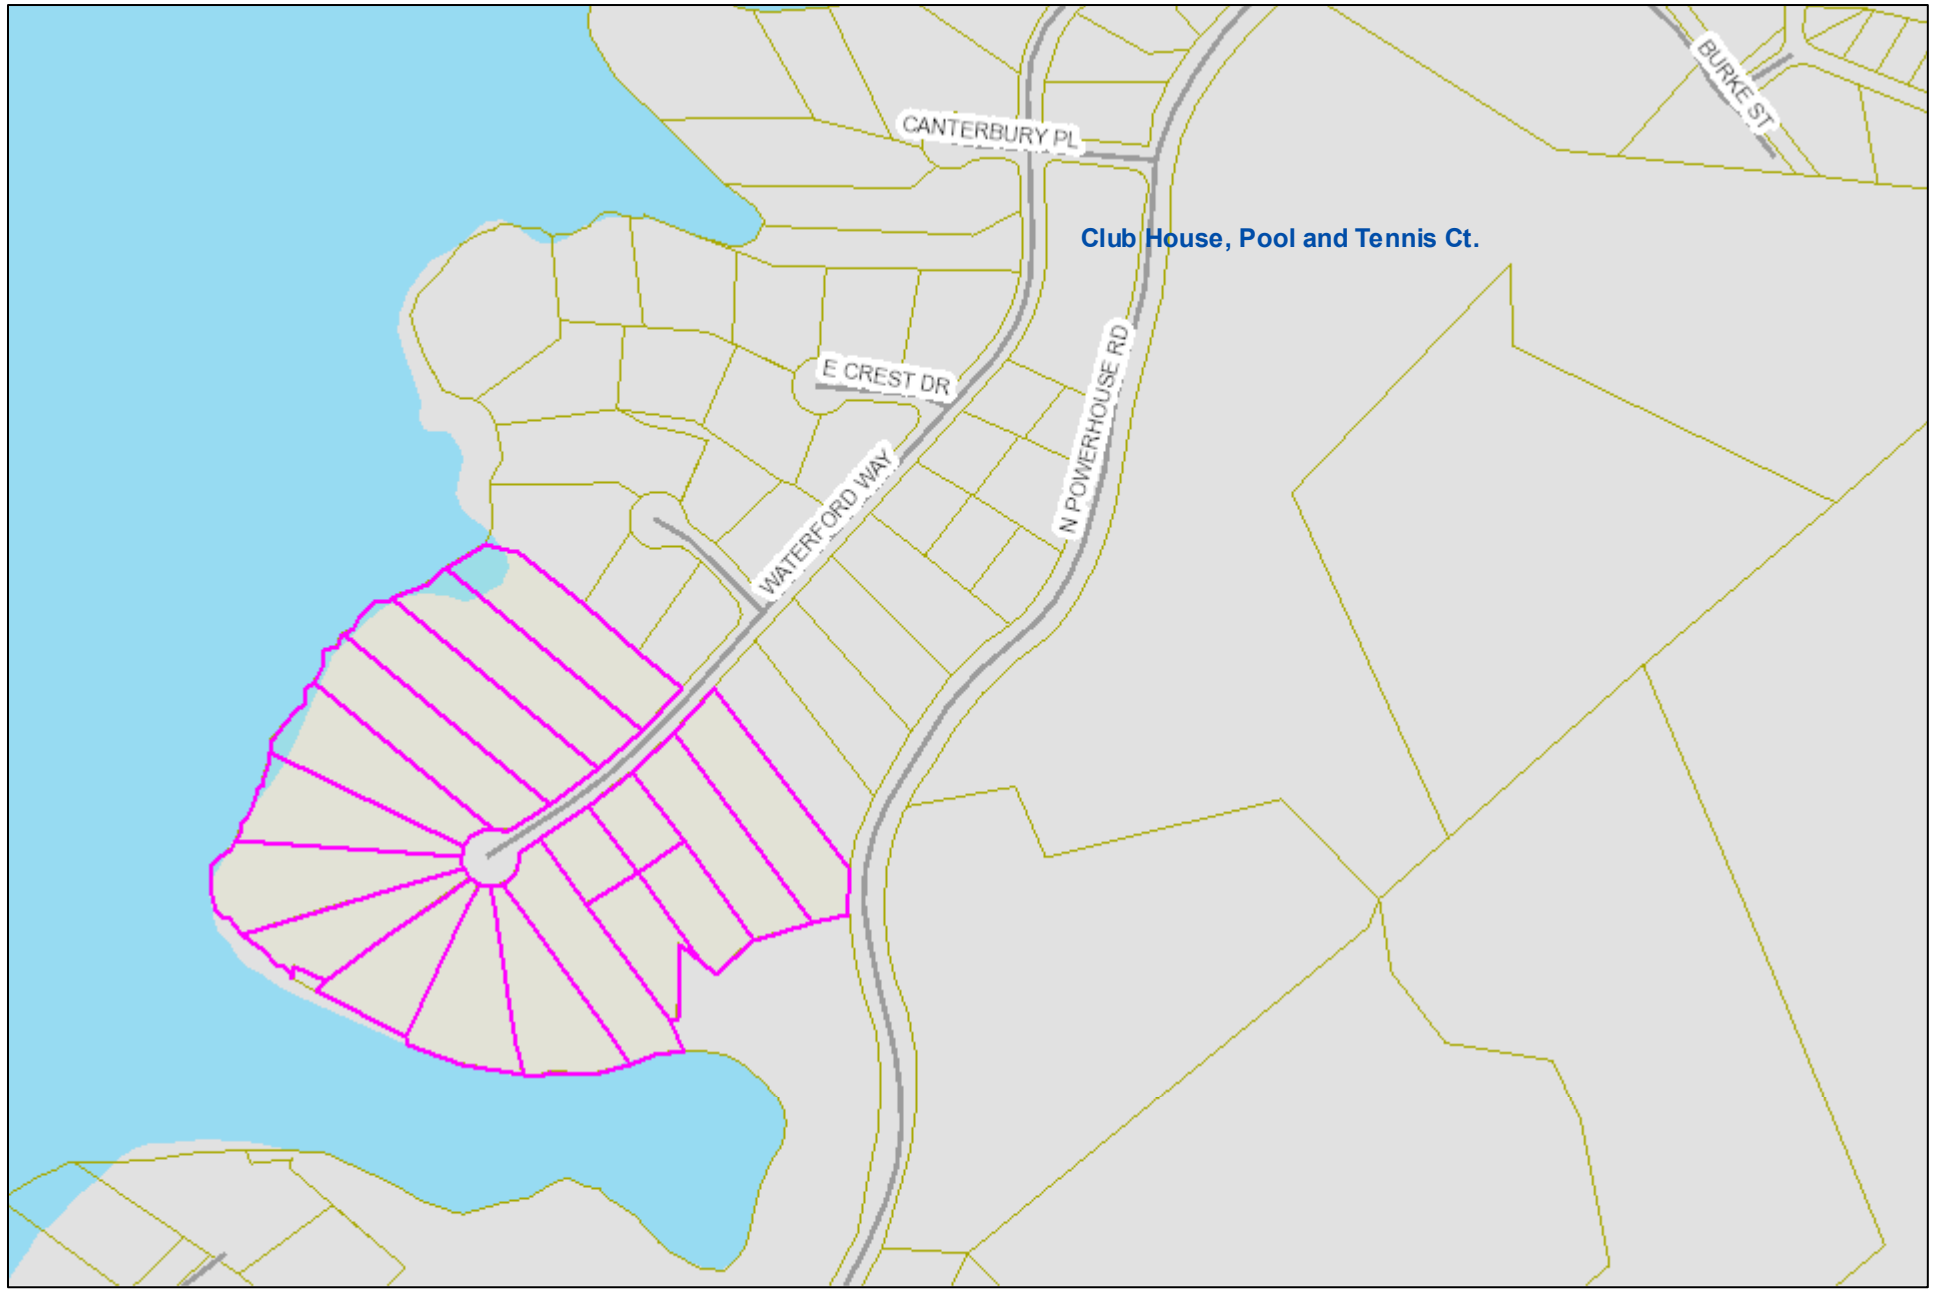 BURKE ST
CANTERBURY PL
Club House, Pool and Tennis Ct.
E CREST DR
N POWERHOUSE RD
WATERFORD WAY